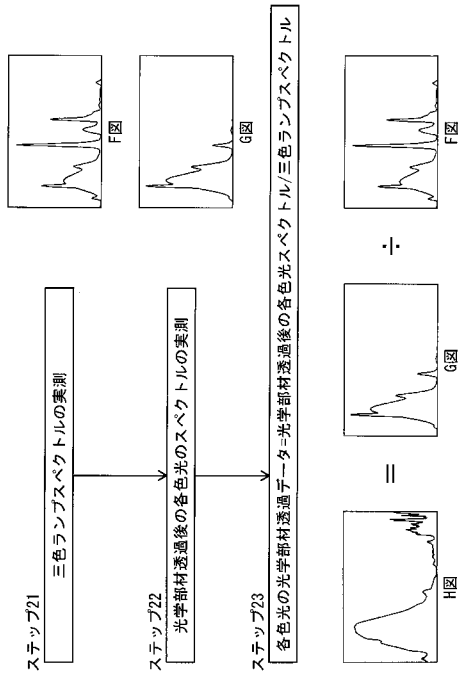 ステップ21
三色ランプスペクトルの実測
F図
ステップ22
光学部材透過後の各色光のスペクトルの実測
G図
ステップ23
各色光の光学部材透過データ=光学部材透過後の各色光スペクトル/三色ランプスペクトル
H図
=
G図
÷
F図